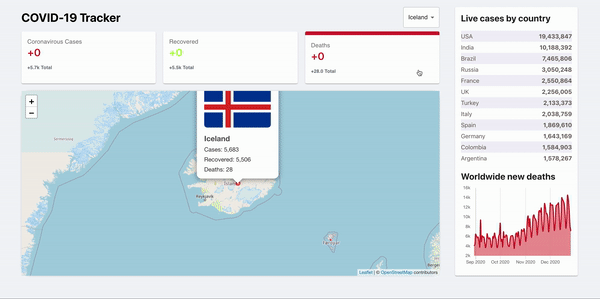 COVID-19 Tracker
Iceland
Coronavirus Cases
+0
+5.7k Total
Recovered
+0
+5.5k Total
Deaths
+0
+28.0 Total
+
−
Iceland
Cases: 5,683
Recovered: 5,506
Deaths: 28
Reykjavík
Leaflet | © OpenStreetMap contributors
Live cases by country
USA 19,433,847
India 10,188,392
Brazil 7,465,806
Russia 3,050,248
France 2,550,864
UK 2,256,005
Turkey 2,133,373
Italy 2,038,759
Spain 1,869,610
Germany 1,643,169
Colombia 1,584,903
Argentina 1,578,267
Worldwide new deaths
16k
14k
12k
10k
8k
6k
4k
2k
Sep 2020 Oct 2020 Nov 2020 Dec 2020